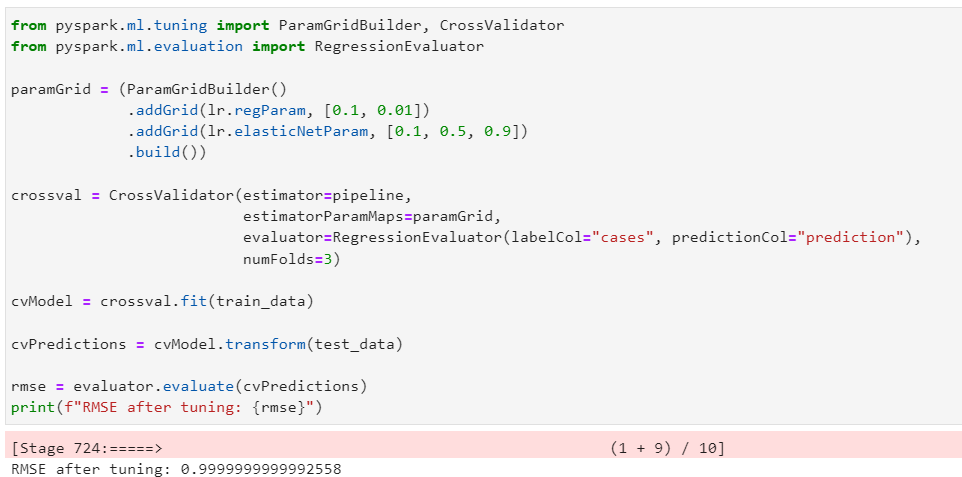 from pyspark.ml.tuning import ParamGridBuilder, CrossValidator
from pyspark.ml.evaluation import RegressionEvaluator

paramGrid = (ParamGridBuilder()
             .addGrid(lr.regParam, [0.1, 0.01])
             .addGrid(lr.elasticNetParam, [0.1, 0.5, 0.9])
             .build())

crossval = CrossValidator(estimator=pipeline,
                          estimatorParamMaps=paramGrid,
                          evaluator=RegressionEvaluator(labelCol="cases", predictionCol="prediction"),
                          numFolds=3)

cvModel = crossval.fit(train_data)

cvPredictions = cvModel.transform(test_data)

rmse = evaluator.evaluate(cvPredictions)
print(f"RMSE after tuning: {rmse}")
[Stage 724:=====>                                                  (1 + 9) / 10]
RMSE after tuning: 0.9999999999992558